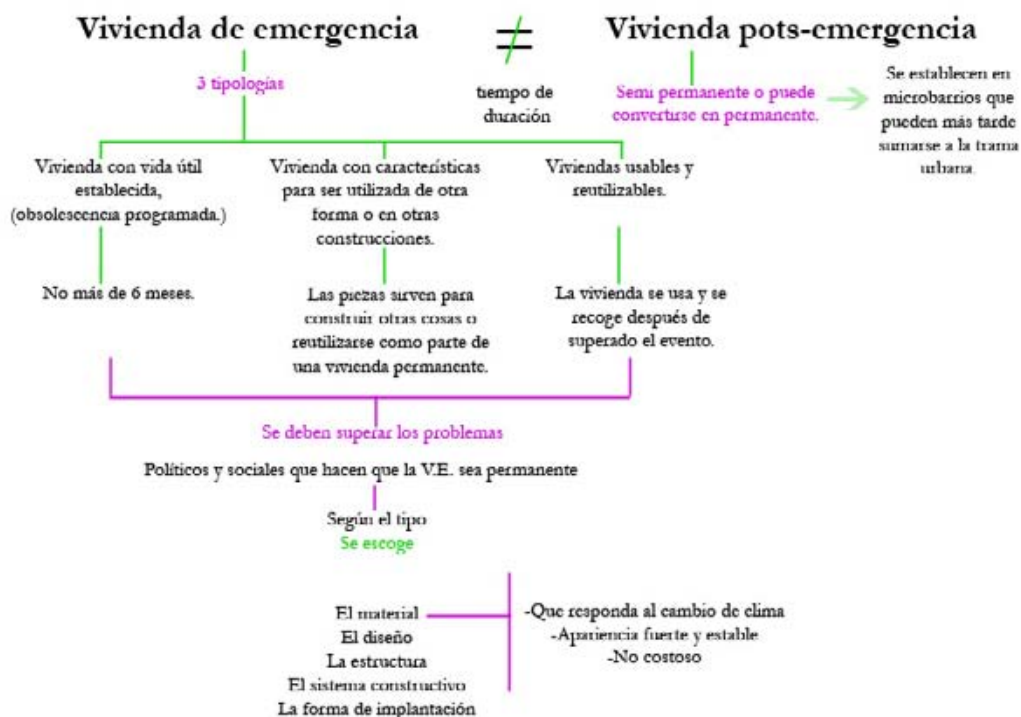 Vivienda de emergencia
≠
Vivienda pots-emergencia
3 tipologías
tiempo de
duración
Semi permanente o puede
convertirse en permanente.
Se establecen en
microbarrios que
pueden más tarde
sumarse a la trama
urbana.
Vivienda con vida útil
establecida,
(obsolescencia programada.)
Vivienda con características
para ser utilizada de otra
forma o en otras
construcciones.
Viviendas usables y
reutilizables.
No más de 6 meses.
Las piezas sirven para
construir otras cosas o
reutilizarse como parte de
una vivienda permanente.
La vivienda se usa y se
recoge después de
superado el evento.
Se deben superar los problemas
Políticos y sociales que hacen que la V.E. sea permanente
Según el tipo
Se escoge
El material
El diseño
La estructura
El sistema constructivo
La forma de implantación
-Que responda al cambio de clima
-Apariencia fuerte y estable
-No costoso